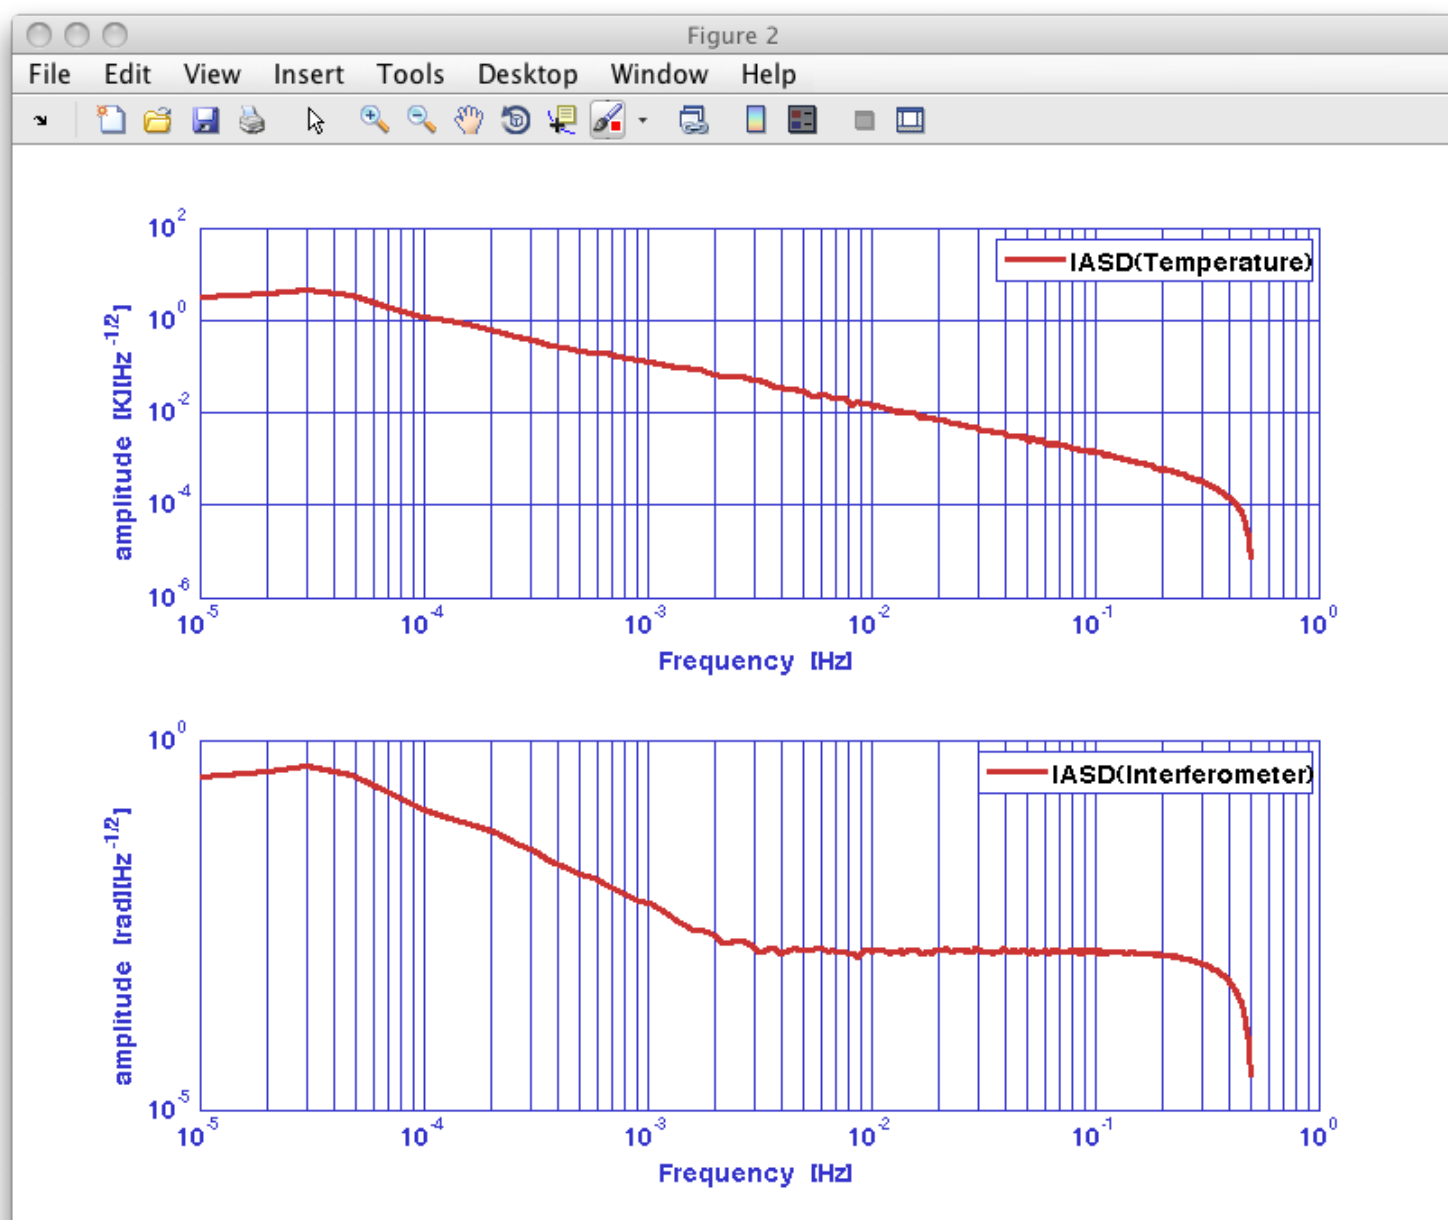 Figure 2
File Edit View Insert Tools Desktop Window Help
10^2
10^0
10^-2
10^-4
10^-6
amplitude [K][Hz^-1/2]
lASD(Temperature)
10^-5 10^-4 10^-3 10^-2 10^-1 10^0
Frequency [Hz]
10^0
10^-5
amplitude [rad][Hz^-1/2]
lASD(Interferometer)
10^-5 10^-4 10^-3 10^-2 10^-1 10^0
Frequency [Hz]